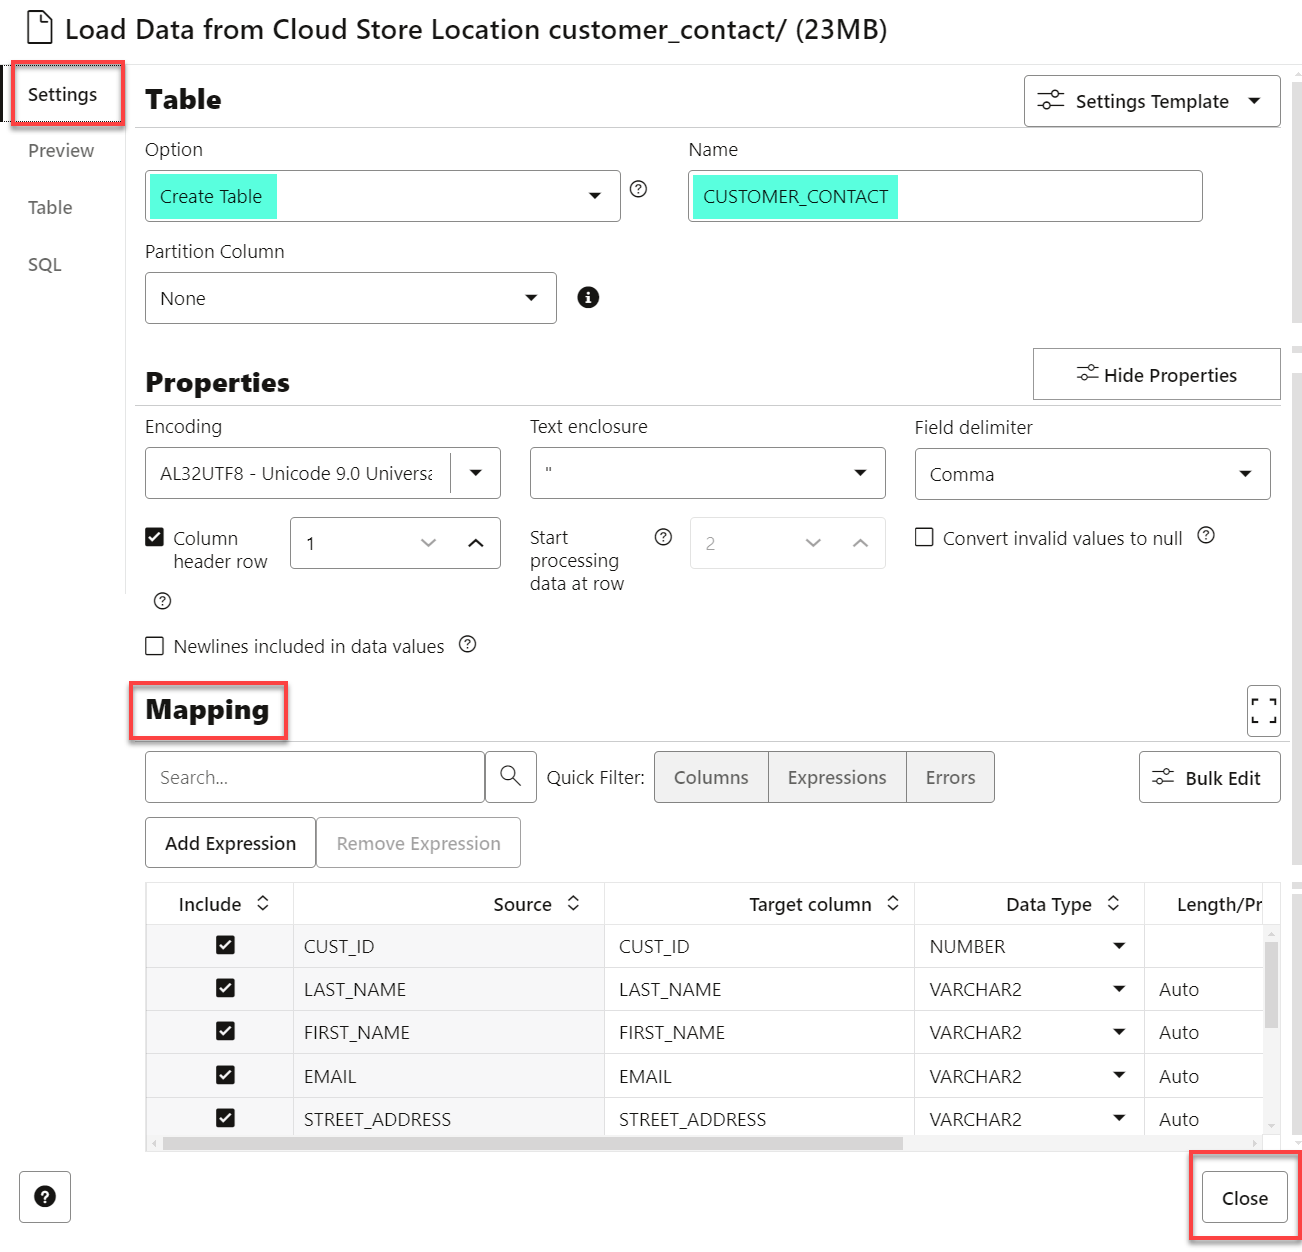 Load Data from Cloud Store Location customer_contact/ (23MB)
Settings
Preview
Table
SQL
Table
Settings Template
Option
Name
Create Table
CUSTOMER_CONTACT
Partition Column
None
Properties
Hide Properties
Encoding
Text enclosure
Field delimiter
AL32UTF8 - Unicode 9.0 Universa
"
Comma
Column
header row
1
Start
processing
data at row
2
Convert invalid values to null
Newlines included in data values
Mapping
Search...
Quick Filter:
Columns
Expressions
Errors
Bulk Edit
Add Expression
Remove Expression
Include
Source
Target column
Data Type
Length/Pr
CUST_ID
CUST_ID
NUMBER
LAST_NAME
LAST_NAME
VARCHAR2
Auto
FIRST_NAME
FIRST_NAME
VARCHAR2
Auto
EMAIL
EMAIL
VARCHAR2
Auto
STREET_ADDRESS
STREET_ADDRESS
VARCHAR2
Auto
Close